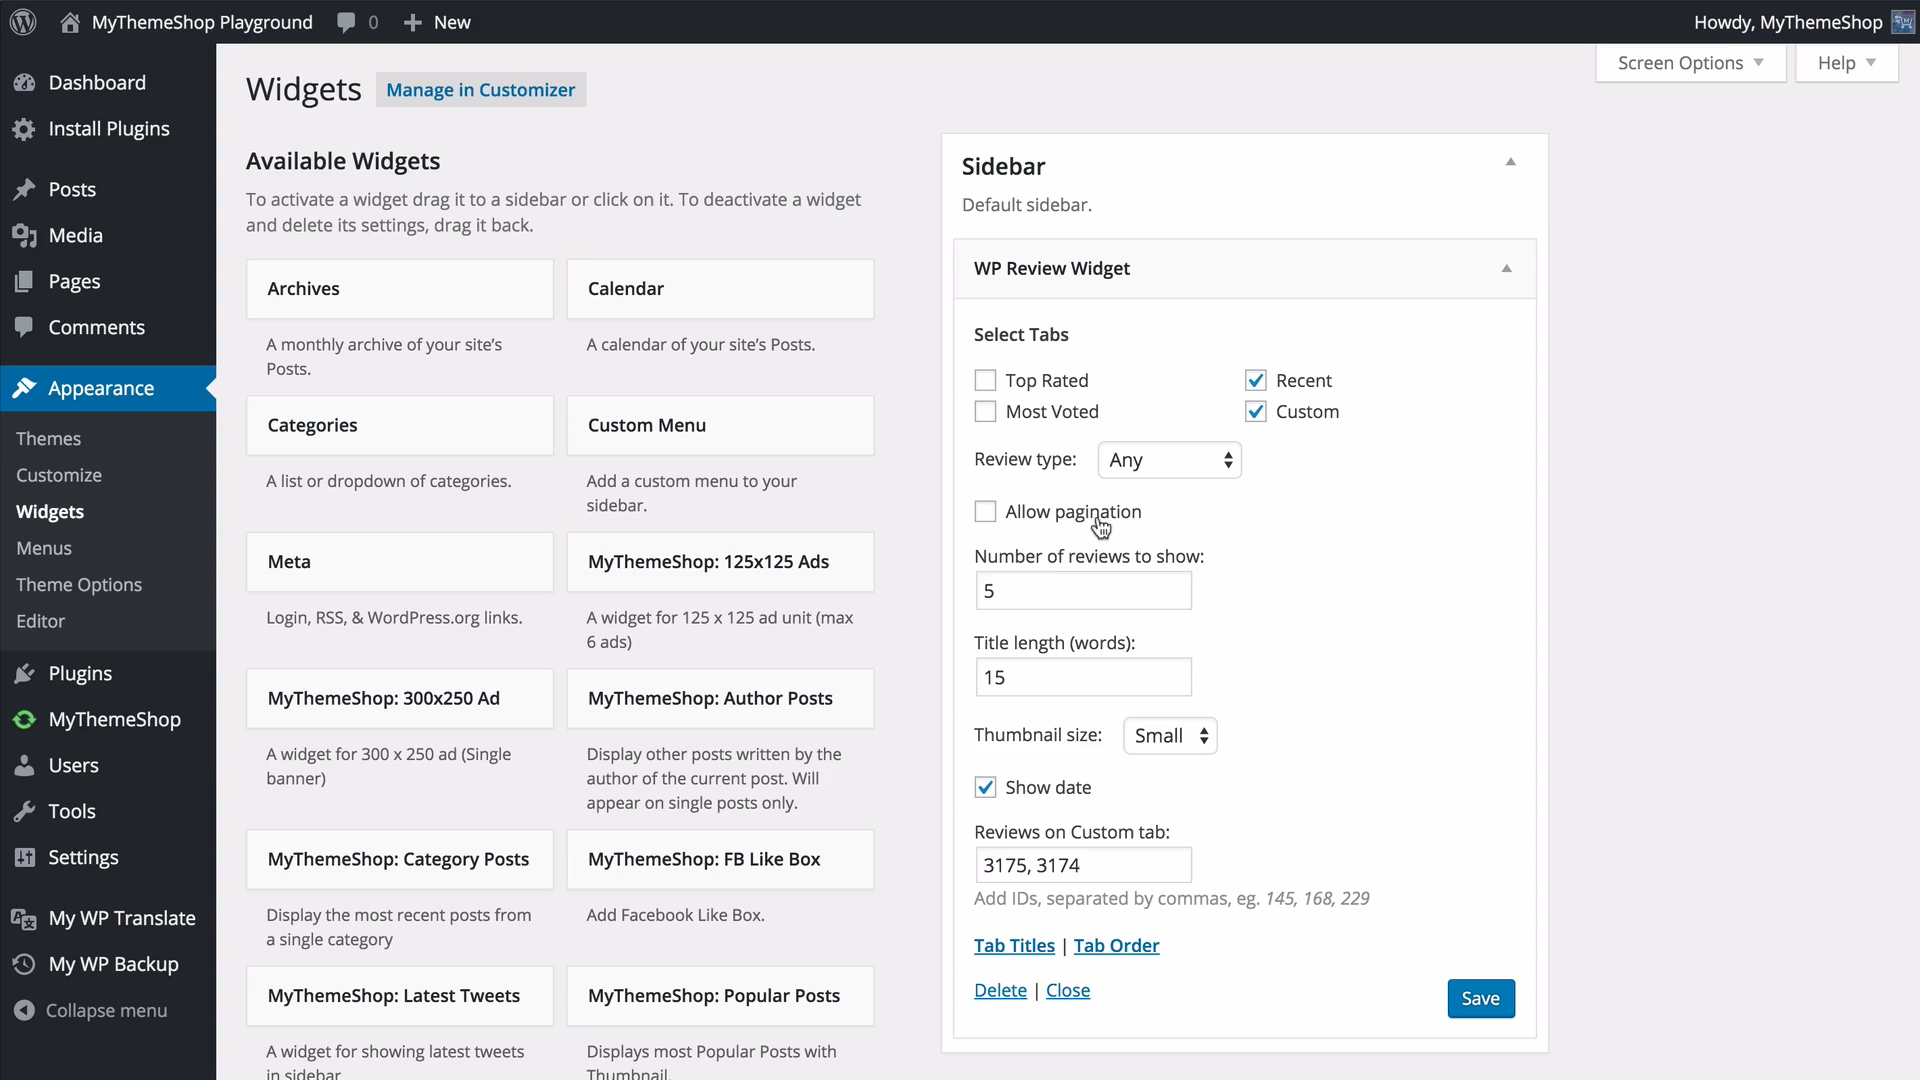 MyThemeShop Playground 0 New
Howdy, MyThemeShop
Screen Options
Help
Dashboard
Install Plugins
Posts
Media
Pages
Comments
Appearance
Themes
Customize
Widgets
Menus
Theme Options
Editor
Plugins
MyThemeShop
Users
Tools
Settings
My WP Translate
My WP Backup
Collapse menu
Widgets
Manage in Customizer
Available Widgets
To activate a widget drag it to a sidebar or click on it. To deactivate a widget
and delete its settings, drag it back.
Archives
A monthly archive of your site's
Posts.
Calendar
A calendar of your site's Posts.
Categories
A list or dropdown of categories.
Custom Menu
Add a custom menu to your
sidebar.
Meta
Login, RSS, & WordPress.org links.
MyThemeShop: 125x125 Ads
A widget for 125 x 125 ad unit (max
6 ads)
MyThemeShop: 300x250 Ad
A widget for 300 x 250 ad (Single
banner)
MyThemeShop: Author Posts
Display other posts written by the
author of the current post. Will
appear on single posts only.
MyThemeShop: Category Posts
Display the most recent posts from
a single category
MyThemeShop: FB Like Box
Add Facebook Like Box.
MyThemeShop: Latest Tweets
A widget for showing latest tweets
in sidebar
MyThemeShop: Popular Posts
Displays most Popular Posts with
Thumbnail.
Sidebar
Default sidebar.
WP Review Widget
Select Tabs
Top Rated
Recent
Most Voted
Custom
Review type: Any
Allow pagination
Number of reviews to show:
5
Title length (words):
15
Thumbnail size: Small
Show date
Reviews on Custom tab:
3175, 3174
Add IDs, separated by commas, eg. 145, 168, 229
Tab Titles | Tab Order
Delete | Close
Save